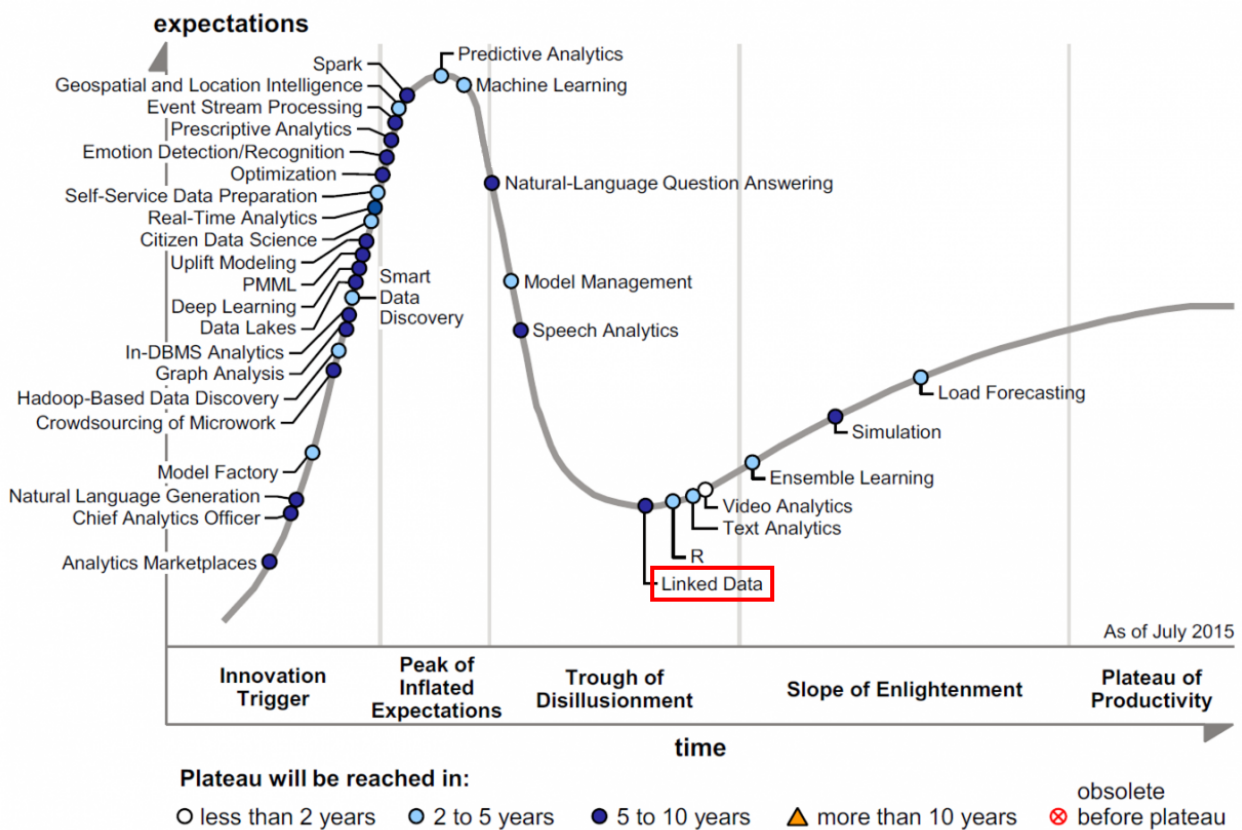 expectations
Predictive Analytics
Spark
Geospatial and Location Intelligence
Machine Learning
Event Stream Processing
Prescriptive Analytics
Emotion Detection/Recognition
Optimization
Natural-Language Question Answering
Self-Service Data Preparation
Real-Time Analytics
Citizen Data Science
Uplift Modeling
Smart
Data
Discovery
PMML
Model Management
Deep Learning
Data Lakes
Speech Analytics
In-DBMS Analytics
Graph Analysis
Hadoop-Based Data Discovery
Load Forecasting
Crowdsourcing of Microwork
Simulation
Model Factory
Ensemble Learning
Natural Language Generation
Video Analytics
Chief Analytics Officer
Text Analytics
R
Analytics Marketplaces
Linked Data
As of July 2015
Innovation
Trigger
Peak of
Inflated
Expectations
Trough of
Disillusionment
Slope of Enlightenment
Plateau of
Productivity
time
Plateau will be reached in:
less than 2 years
2 to 5 years
5 to 10 years
more than 10 years
obsolete
before plateau